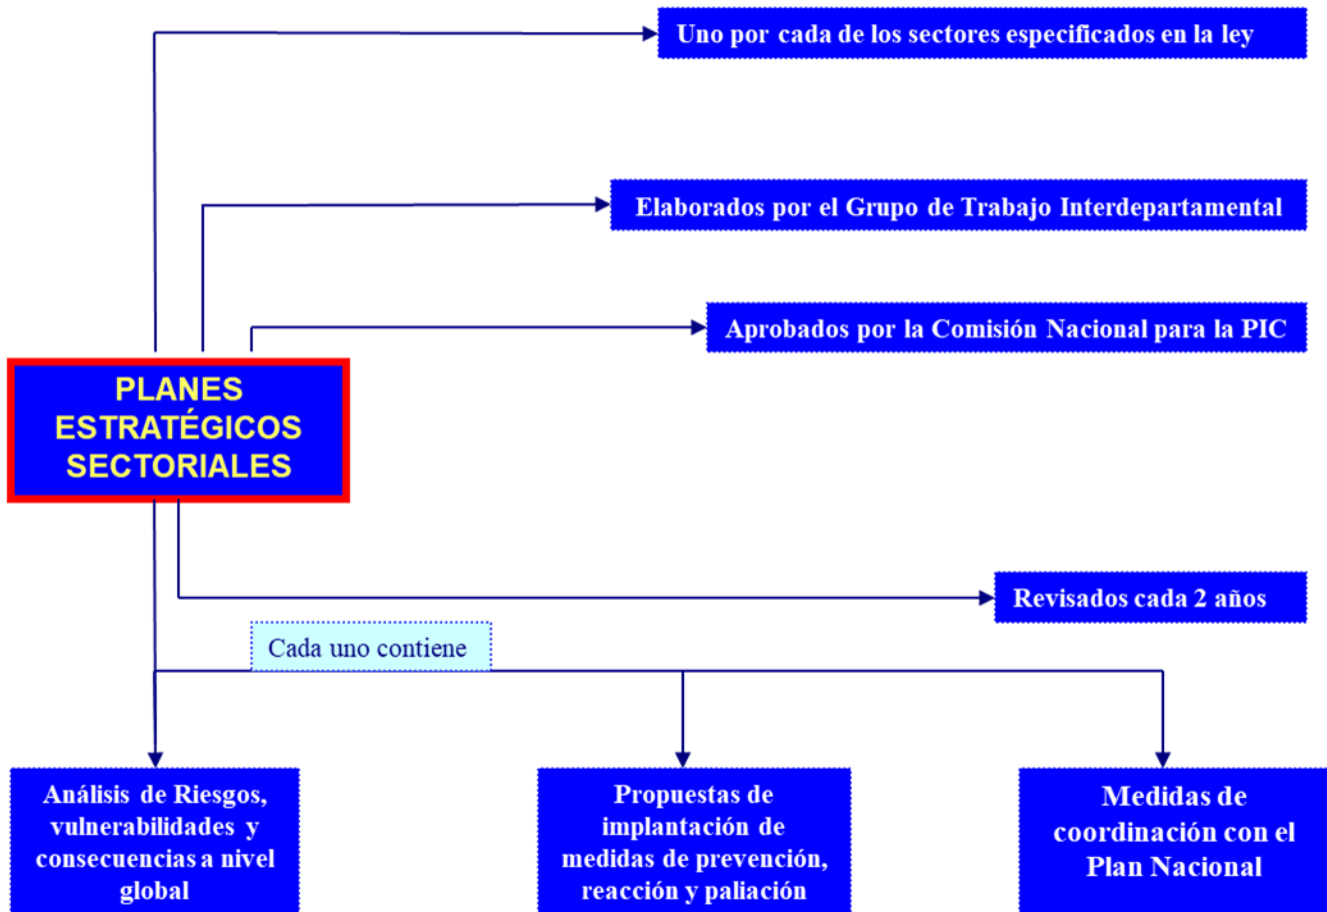 Uno por cada de los sectores especificados en la ley
Elaborados por el Grupo de Trabajo Interdepartamental
Aprobados por la Comisión Nacional para la PIC
PLANES
ESTRATÉGICOS
SECTORIALES
Revisados cada 2 años
Cada uno contiene
Análisis de Riesgos,
vulnerabilidades y
consecuencias a nivel
global
Propuestas de
implantación de
medidas de prevención,
reacción y paliación
Medidas de
coordinación con el
Plan Nacional